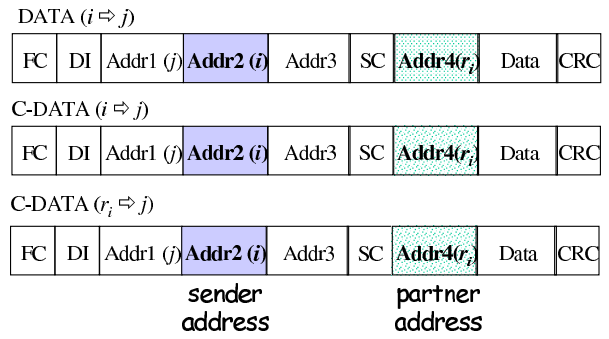 DATA (i ⇨ j)
FC DI Addr1 (j) Addr2 (i) Addr3 SC Addr4(ri) Data CRC
C-DATA (i ⇨ j)
FC DI Addr1 (j) Addr2 (i) Addr3 SC Addr4(ri) Data CRC
C-DATA (ri ⇨ j)
FC DI Addr1 (j) Addr2 (i) Addr3 SC Addr4(ri) Data CRC
sender partner
address address